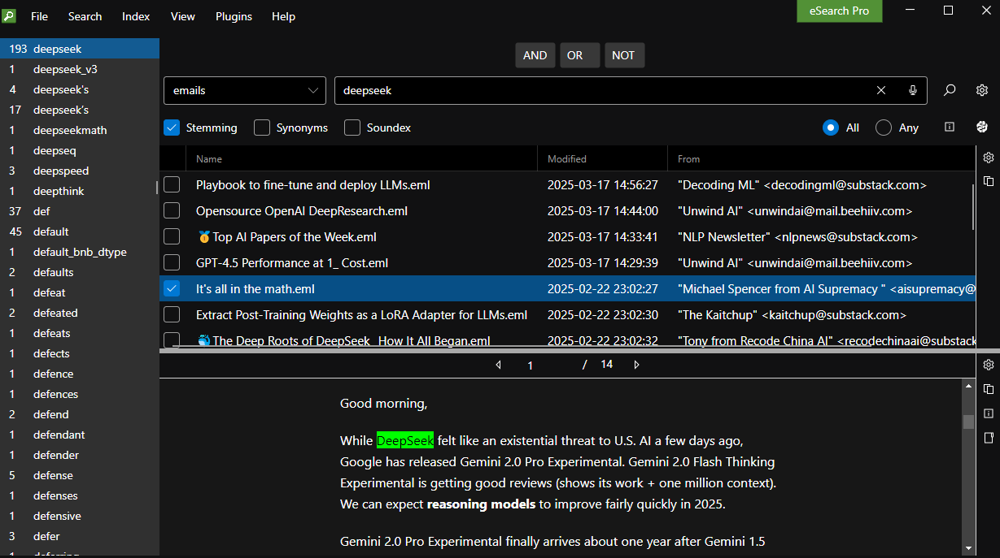 File Search Index View Plugins Help eSearch Pro
193 deepseek
1 deepseek_v3
4 deepseek's
17 deepseek’s
1 deepseekmath
1 deepseq
3 deepspeed
1 deepthink
37 def
45 default
1 default_bnb_dtype
2 defaults
1 defeat
2 defeated
1 defeats
1 defects
1 defence
1 defences
2 defend
1 defendant
1 defender
5 defense
1 defenses
1 defensive
3 defer
AND OR NOT
emails deepseek
Stemming Synonyms Soundex All Any
Name Modified From
Playbook to fine-tune and deploy LLMs.eml 2025-03-17 14:56:27 "Decoding ML" <decodingml@substack.com>
Opensource OpenAI DeepResearch.eml 2025-03-17 14:44:00 "Unwind AI" <unwindai@mail.beehiiv.com>
🥇Top AI Papers of the Week.eml 2025-03-17 14:33:41 "NLP Newsletter" <nlpnews@substack.com>
GPT-4.5 Performance at 1_ Cost.eml 2025-03-17 14:29:39 "Unwind AI" <unwindai@mail.beehiiv.com>
It's all in the math.eml 2025-02-22 23:02:27 "Michael Spencer from AI Supremacy " <aisupremacy@
Extract Post-Training Weights as a LoRA Adapter for LLMs.eml 2025-02-22 23:02:30 "The Kaitchup" <kaitchup@substack.com>
🐳The Deep Roots of DeepSeek_ How It All Began.eml 2025-02-22 23:02:32 "Tony from Recode China AI" <recodechinaai@substack
1 / 14
Good morning,
While DeepSeek felt like an existential threat to U.S. AI a few days ago,
Google has released Gemini 2.0 Pro Experimental. Gemini 2.0 Flash Thinking
Experimental is getting good reviews (shows its work + one million context).
We can expect reasoning models to improve fairly quickly in 2025.
Gemini 2.0 Pro Experimental finally arrives about one year after Gemini 1.5